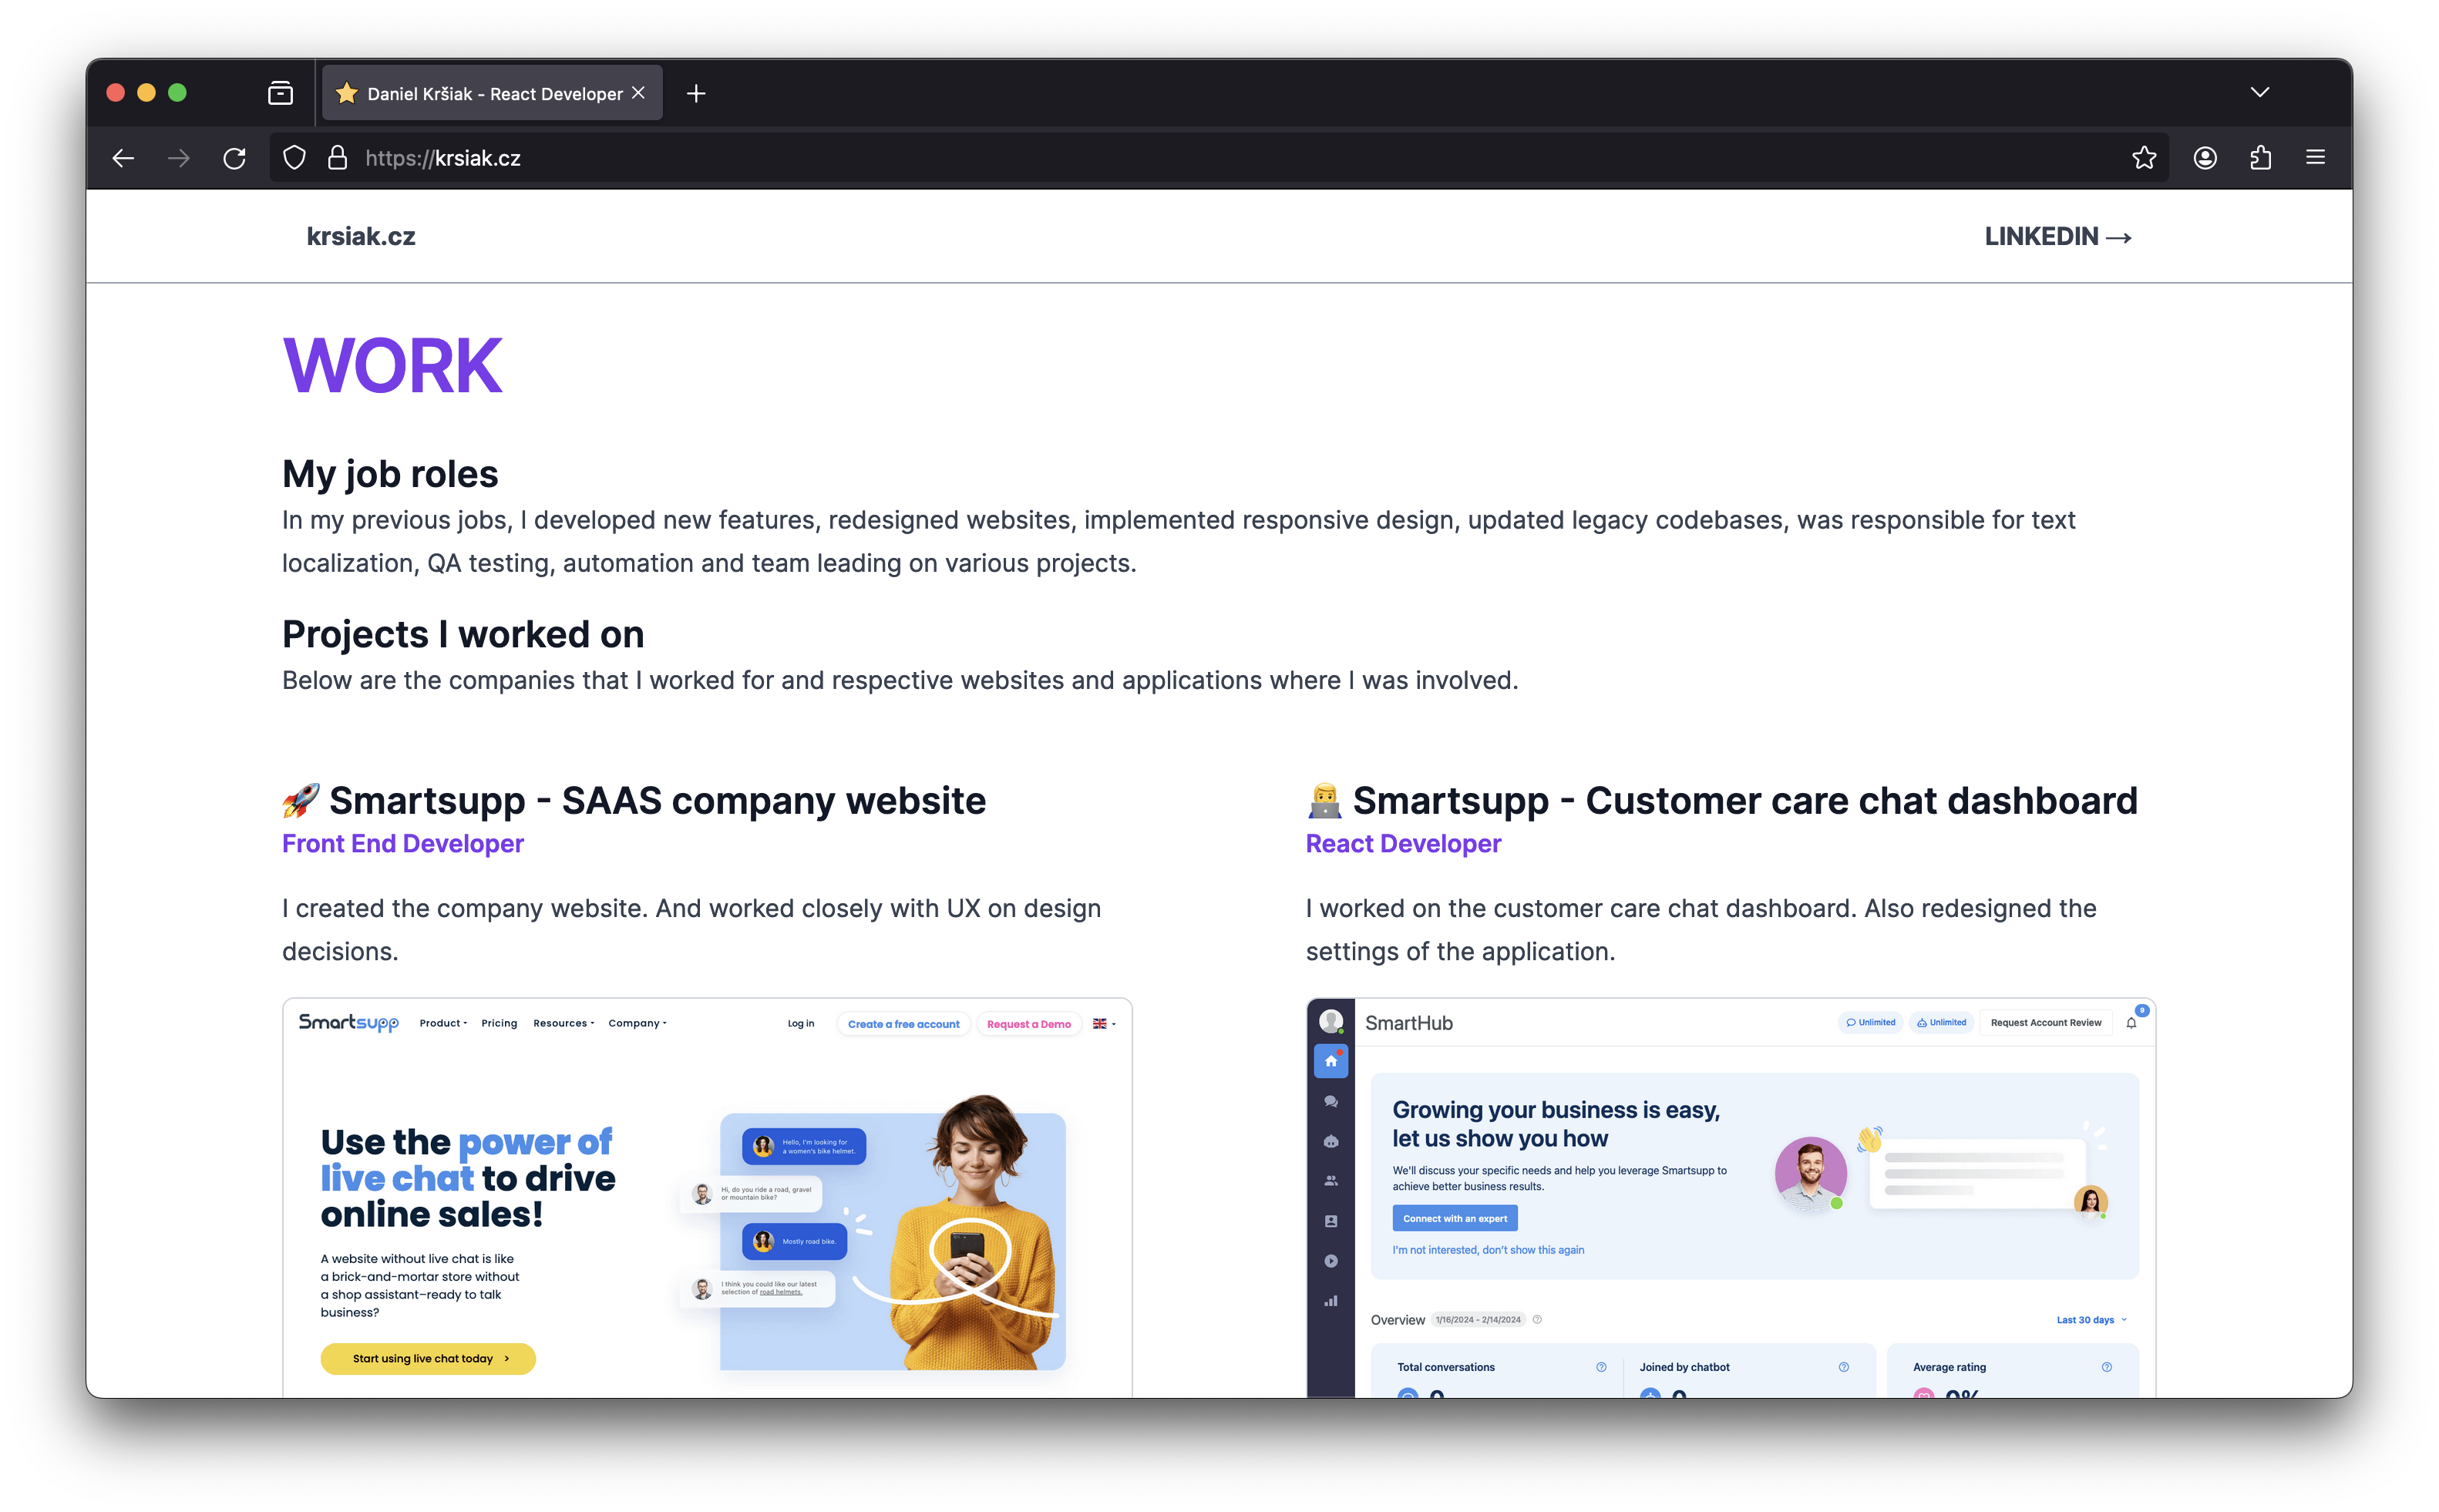 Daniel Kršiak - React Developer
https://krsiak.cz
krsiak.cz
LINKEDIN →
WORK
My job roles
In my previous jobs, I developed new features, redesigned websites, implemented responsive design, updated legacy codebases, was responsible for text
localization, QA testing, automation and team leading on various projects.
Projects I worked on
Below are the companies that I worked for and respective websites and applications where I was involved.
🚀 Smartsupp - SAAS company website
Front End Developer
I created the company website. And worked closely with UX on design
decisions.
Smartsupp Product Pricing Resources Company Log in Create a free account Request a Demo
Use the power of
live chat to drive
online sales!
A website without live chat is like
a brick-and-mortar store without
a shop assistant–ready to talk
business?
Start using live chat today >
Hello, I'm looking for
a women's bike helmet.
Hi, do you ride a road, gravel
or mountain bike?
Mostly road bike.
I think you could like our latest
selection of road helmets.
👨‍💻 Smartsupp - Customer care chat dashboard
React Developer
I worked on the customer care chat dashboard. Also redesigned the
settings of the application.
SmartHub Unlimited Unlimited Request Account Review 9
Growing your business is easy,
let us show you how
We'll discuss your specific needs and help you leverage Smartsupp to
achieve better business results.
Connect with an expert
I'm not interested, don't show this again
Overview 1/16/2024 - 2/14/2024 Last 30 days
Total conversations Joined by chatbot Average rating
0 0 0%